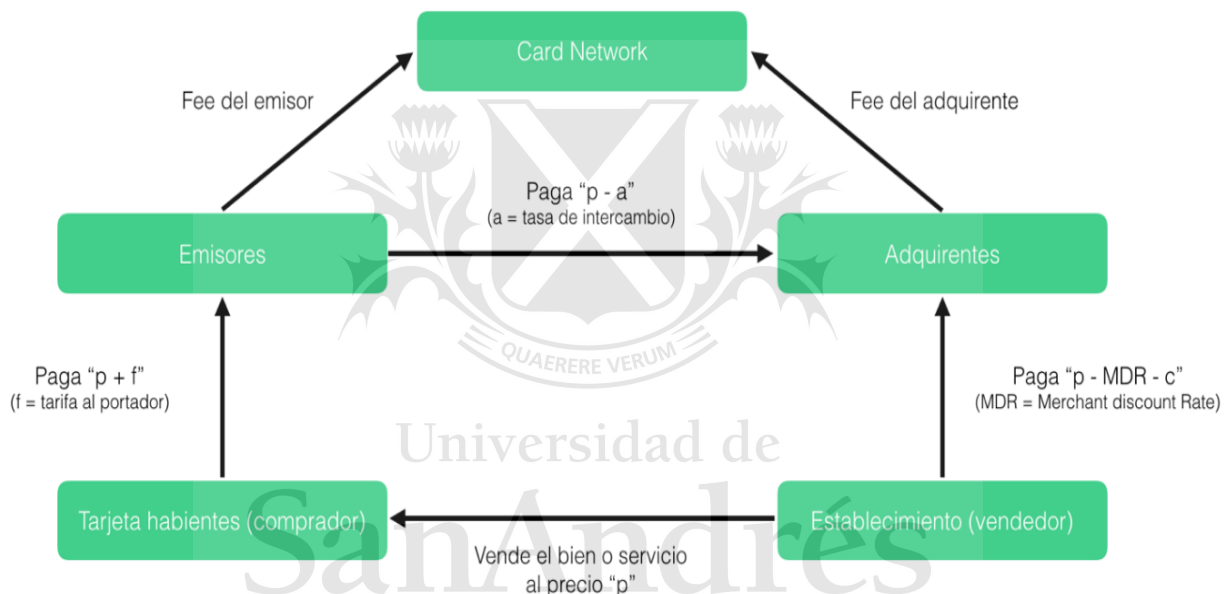 Card Network
Fee del emisor
Fee del adquirente
Paga “p - a”
(a = tasa de intercambio)
Emisores
Adquirentes
QUAERERE VERUM
Paga “p + f”
(f = tarifa al portador)
Paga “p - MDR - c”
(MDR = Merchant discount Rate)
Universidad de
SanAndrés
Tarjeta habientes (comprador)
Establecimiento (vendedor)
Vende el bien o servicio
al precio “p”